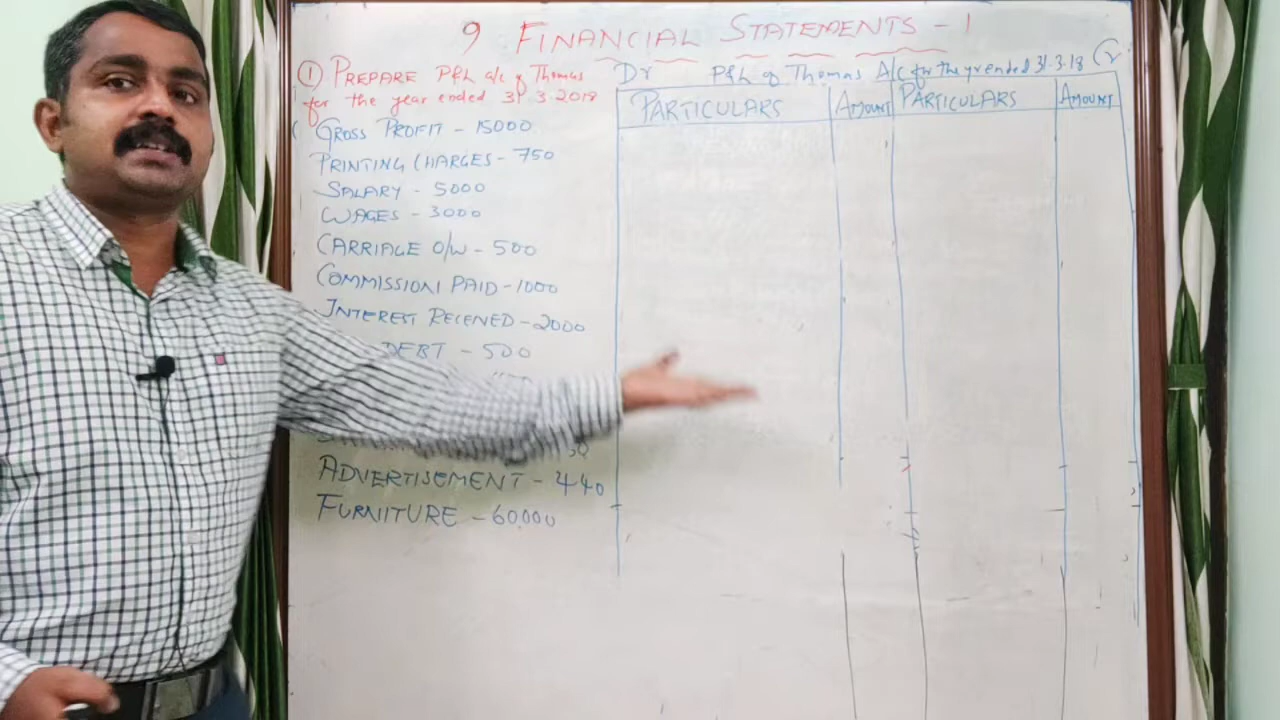 9 FINANCIAL STATEMENTS - 1
① PREPARE P&L a/c of Thomas
for the year ended 31.3.2018
GROSS PROFIT - 15000
PRINTING CHARGES - 750
SALARY - 5000
WAGES - 3000
CARRIAGE O/W - 500
COMMISSION PAID - 1000
INTEREST RECEIVED - 2000
DEBT - 500
ADVERTISEMENT - 440
FURNITURE - 60000
Dr P&L of Thomas A/c for the yr ended 31.3.18 Cr
PARTICULARS AMOUNT PARTICULARS AMOUNT